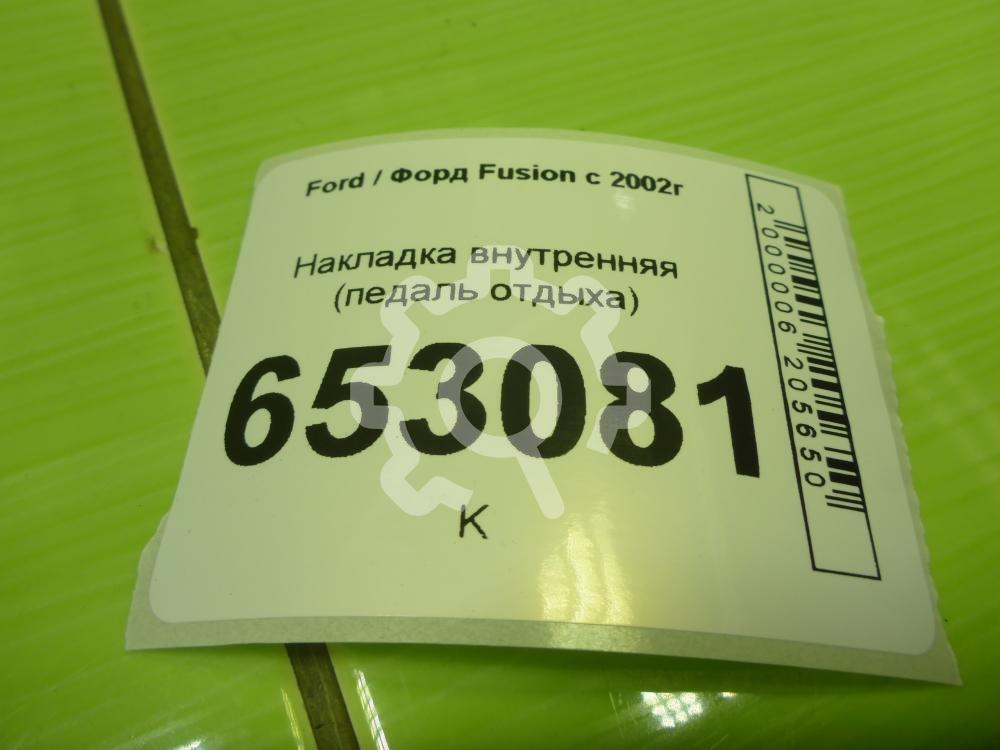 Ford / Форд Fusion с 2002г
Накладка внутренняя
(педаль отдыха)
653081
К
2000006205650